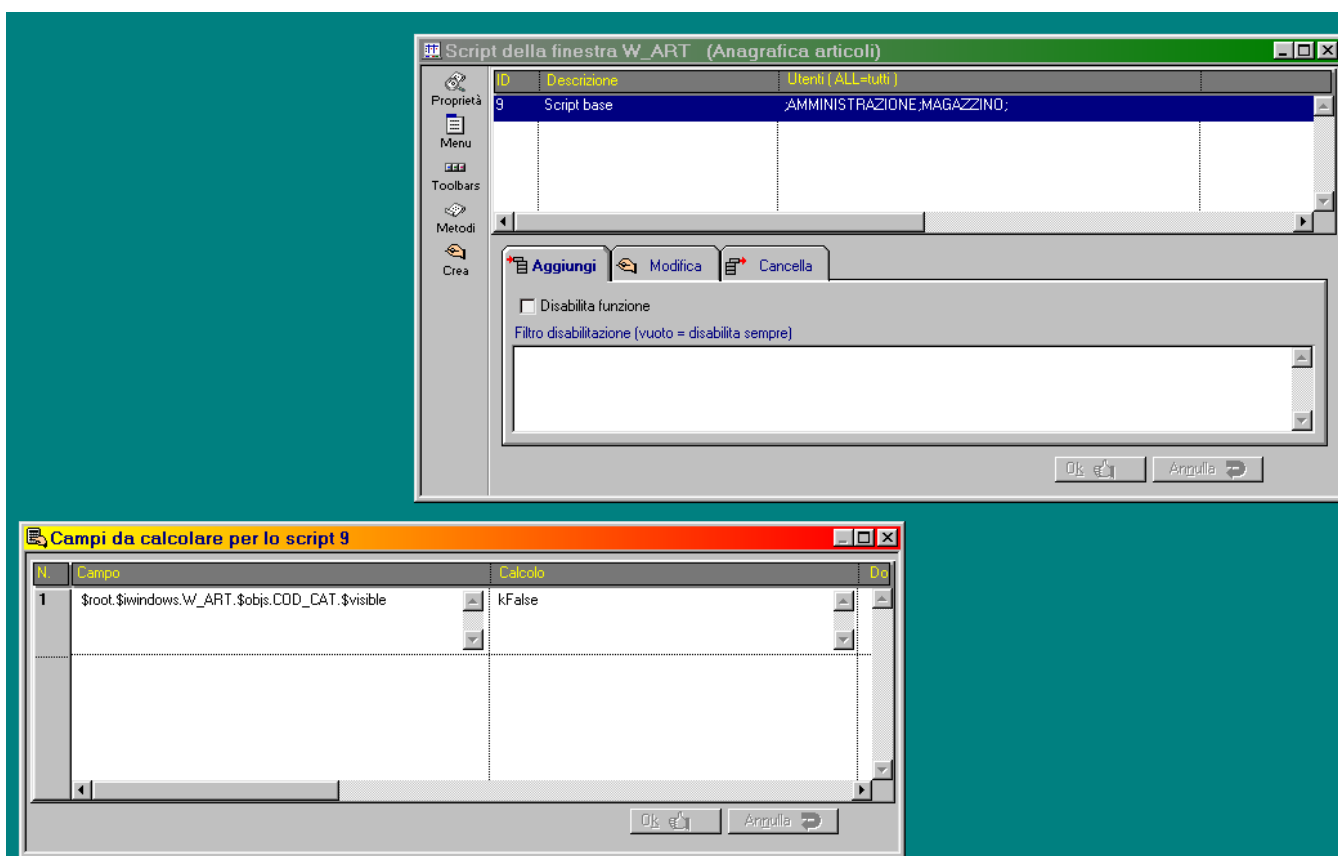 Script della finestra W_ART (Anagrafica articoli)
Proprietà
Menu
Toolbars
Metodi
Crea
ID Descrizione Utenti ( ALL=tutti )
9 Script base ;AMMINISTRAZIONE;MAGAZZINO;
Aggiungi Modifica Cancella
Disabilita funzione
Filtro disabilitazione (vuoto = disabilita sempre)
Ok Annulla
Campi da calcolare per lo script 9
N. Campo Calcolo Do
1 $root.$iwindows.W_ART.$objs.COD_CAT.$visible kFalse
Ok Annulla